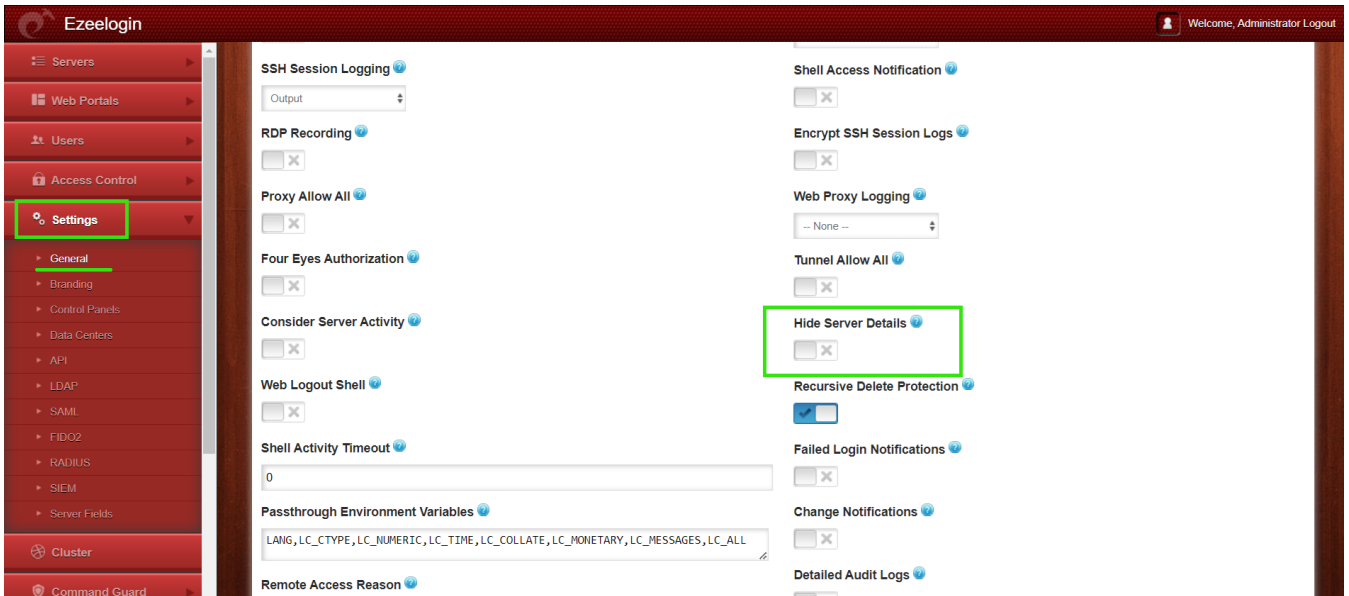 Ezeelogin
Welcome, Administrator Logout
Servers
Web Portals
Users
Access Control
Settings
General
Branding
Control Panels
Data Centers
API
LDAP
SAML
FIDO2
RADIUS
SIEM
Server Fields
Cluster
Command Guard
SSH Session Logging
Output
RDP Recording
Proxy Allow All
Four Eyes Authorization
Consider Server Activity
Web Logout Shell
Shell Activity Timeout
0
Passthrough Environment Variables
LANG,LC_CTYPE,LC_NUMERIC,LC_TIME,LC_COLLATE,LC_MONETARY,LC_MESSAGES,LC_ALL
Remote Access Reason
Shell Access Notification
Encrypt SSH Session Logs
Web Proxy Logging
-- None --
Tunnel Allow All
Hide Server Details
Recursive Delete Protection
Failed Login Notifications
Change Notifications
Detailed Audit Logs